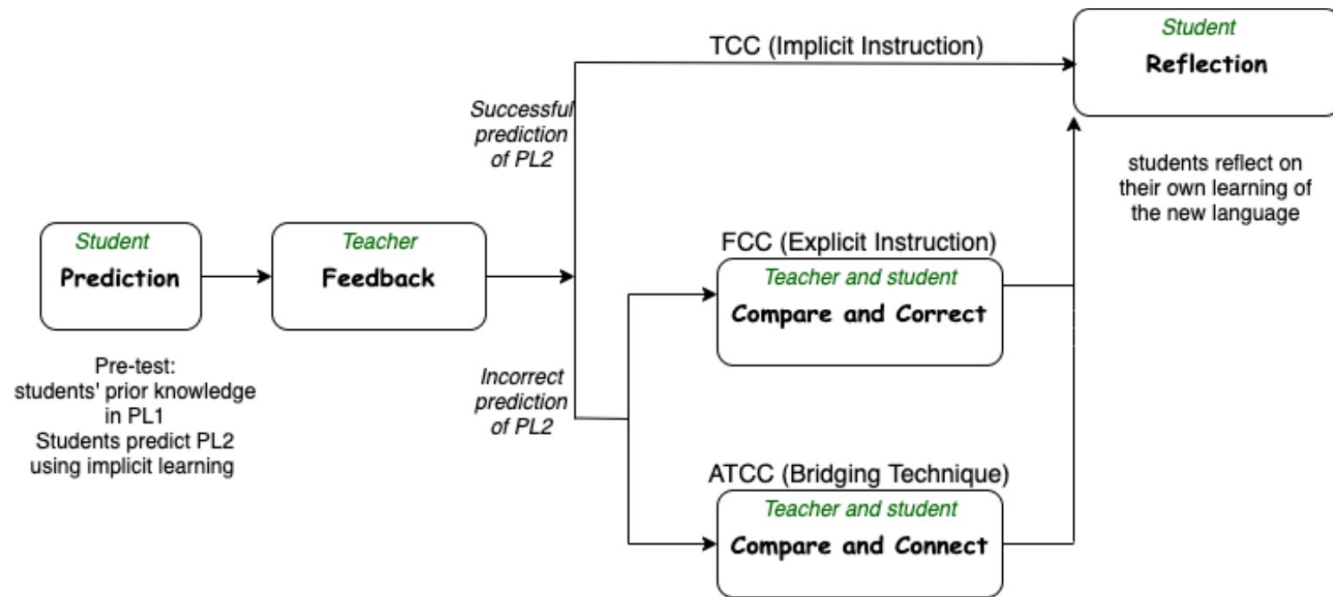 TCC (Implicit Instruction)
Student
Reflection
students reflect on
their own learning of
the new language
Successful
prediction
of PL2
Student
Prediction
Pre-test:
students' prior knowledge
in PL1
Students predict PL2
using implicit learning
Teacher
Feedback
Incorrect
prediction
of PL2
FCC (Explicit Instruction)
Teacher and student
Compare and Correct
ATCC (Bridging Technique)
Teacher and student
Compare and Connect